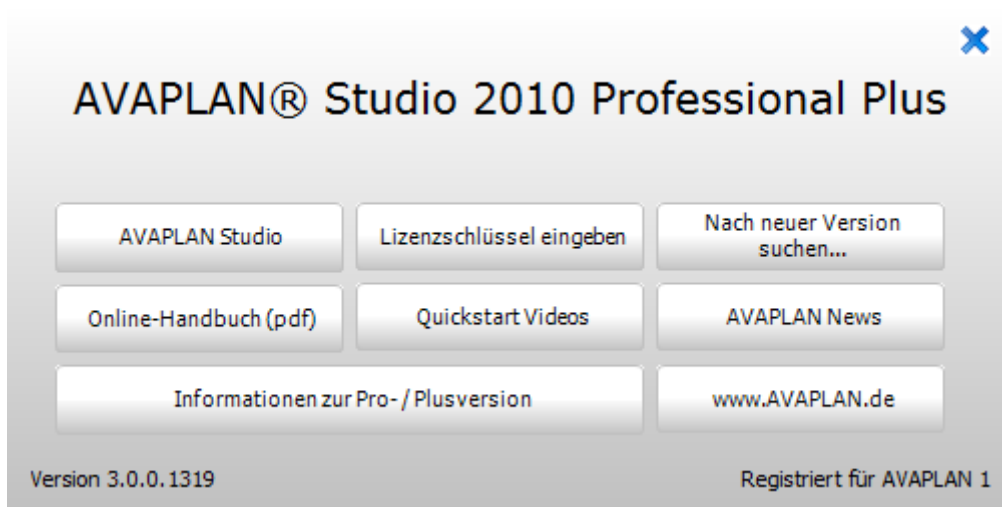 AVAPLAN® Studio 2010 Professional Plus
AVAPLAN Studio
Lizenzschlüssel eingeben
Nach neuer Version
suchen...
Online-Handbuch (pdf)
Quickstart Videos
AVAPLAN News
Informationen zur Pro- / Plusversion
www.AVAPLAN.de
Version 3.0.0.1319
Registriert für AVAPLAN 1